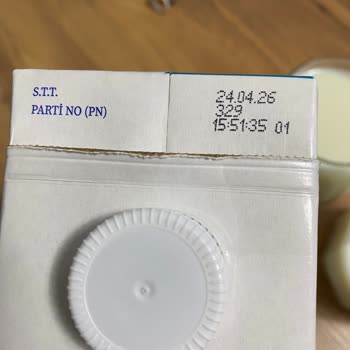 S.T.T.
PARTİ NO (PN)
24.04.26
329
15:51:35 01